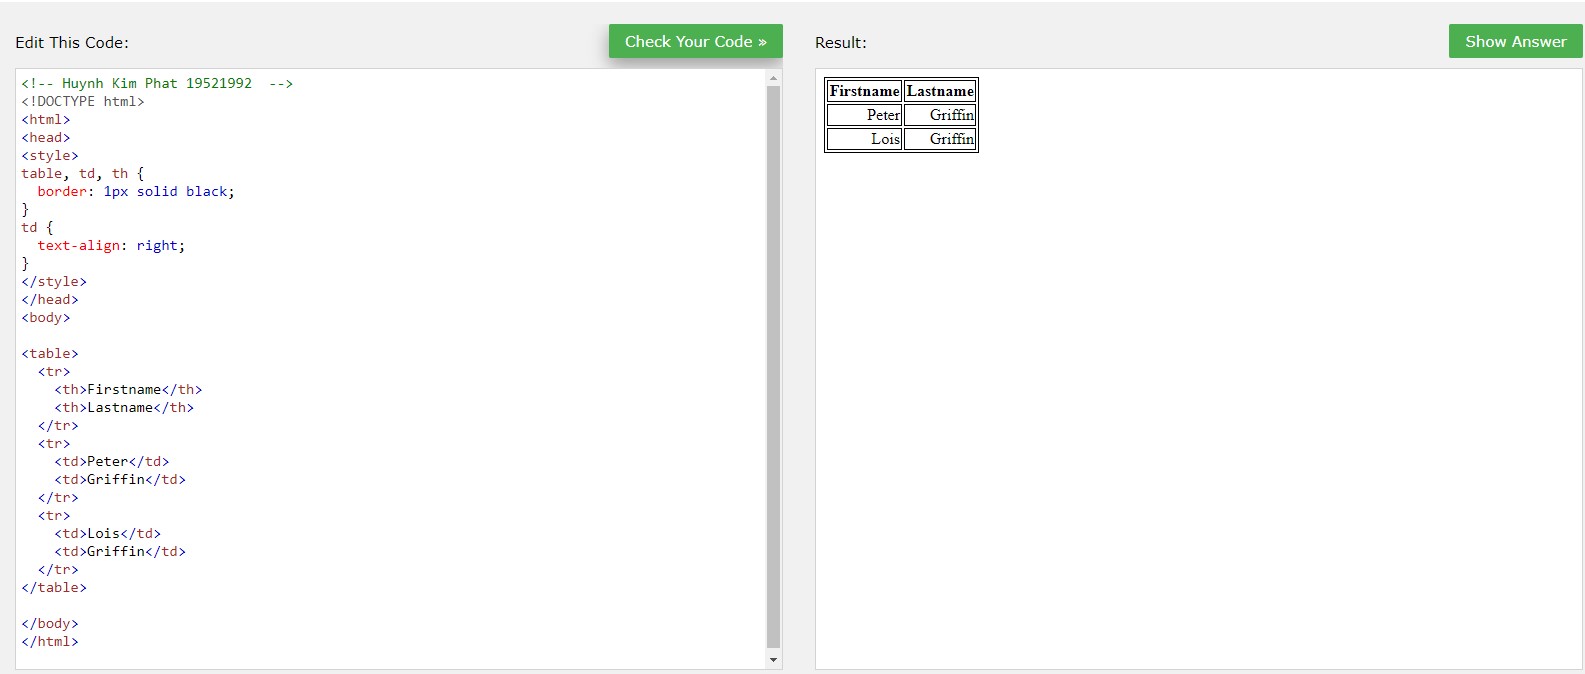 Edit This Code:
Check Your Code »
<!-- Huynh Kim Phat 19521992  -->
<!DOCTYPE html>
<html>
<head>
<style>
table, td, th {
  border: 1px solid black;
}
td {
  text-align: right;
}
</style>
</head>
<body>

<table>
  <tr>
    <th>Firstname</th>
    <th>Lastname</th>
  </tr>
  <tr>
    <td>Peter</td>
    <td>Griffin</td>
  </tr>
  <tr>
    <td>Lois</td>
    <td>Griffin</td>
  </tr>
</table>

</body>
</html>
Result:
Show Answer
Firstname Lastname
Peter Griffin
Lois Griffin